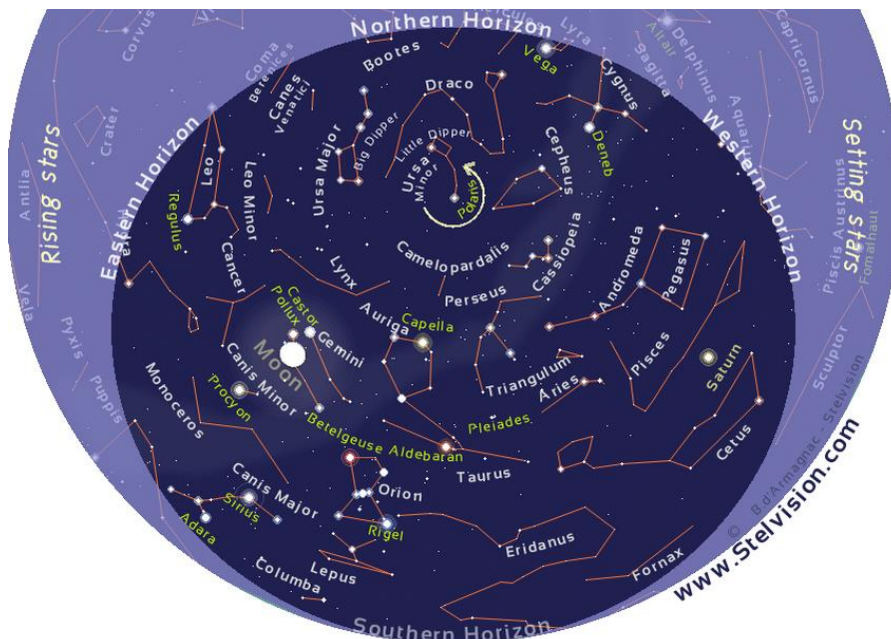 Northern Horizon
Corvus
Coma
Berenices
Canes
Venatici
Bootes
Draco
Lyra
Vega
Cygnus
Sagitta
Altair
Delphinus
Capricornus
Crater
Rising stars
Eastern Horizon
Leo
Regulus
Leo Minor
Ursa Major
Big Dipper
Little Dipper
Ursa
Minor
Polaris
Cepheus
Deneb
Western Horizon
Setting stars
Piscis Austrinus
Fomalhaut
Antlia
Cancer
Lynx
Camelopardalis
Cassiopeia
Perseus
Andromeda
Pegasus
Pisces
Saturn
Sculptor
Pyxis
Puppis
Castor
Pollux
Gemini
Moon
Auriga
Capella
Triangulum
Aries
Monoceros
Procyon
Canis Minor
Betelgeuse
Aldebaran
Pleiades
Taurus
Cetus
Canis Major
Sirius
Adara
Orion
Rigel
Eridanus
Fornax
Lepus
Columba
Southern Horizon
© B.d'Armagnac - Stelvision
www.Stelvision.com